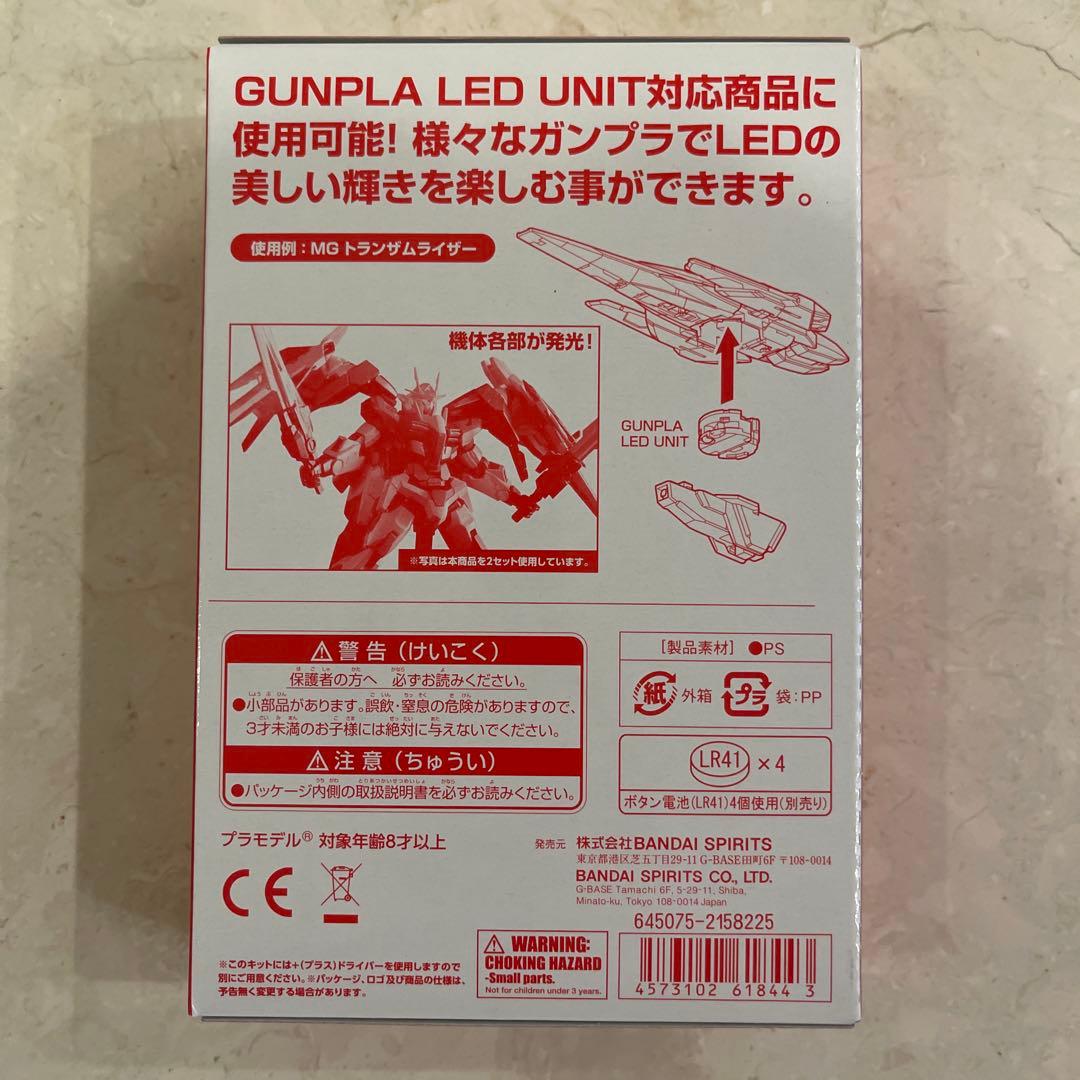 GUNPLA LED UNIT対応商品に
使用可能! 様々なガンプラでLEDの
美しい輝きを楽しむ事ができます。
使用例：MG トランザムライザー
機体各部が発光!
※写真は本商品を2セット使用しています。
GUNPLA
LED UNIT
⚠警告（けいこく）
保護者の方へ 必ずお読みください。
●小部品があります。誤飲・窒息の危険がありますので、
3才未満のお子様には絶対に与えないでください。
⚠注意（ちゅうい）
●パッケージ内側の取扱説明書を必ずお読みください。
[製品素材] ●PS
紙 外箱 プラ 袋：PP
LR41 ×4
ボタン電池(LR41)4個使用(別売り)
プラモデル® 対象年齢8才以上
発売元 株式会社BANDAI SPIRITS
東京都港区芝五丁目29-11 G-BASE田町6F 〒108-0014
BANDAI SPIRITS CO., LTD.
G-BASE Tamachi 6F, 5-29-11, Shiba,
Minato-ku, Tokyo 108-0014 Japan
645075-2158225
CE
※このキットには+(プラス)ドライバーを使用しますので
別にご用意ください。※パッケージ、ロゴ及び商品の仕様は、
予告無く変更する場合があります。
⚠ WARNING:
CHOKING HAZARD
-Small parts.
Not for children under 3 years.
4573102 61844 3